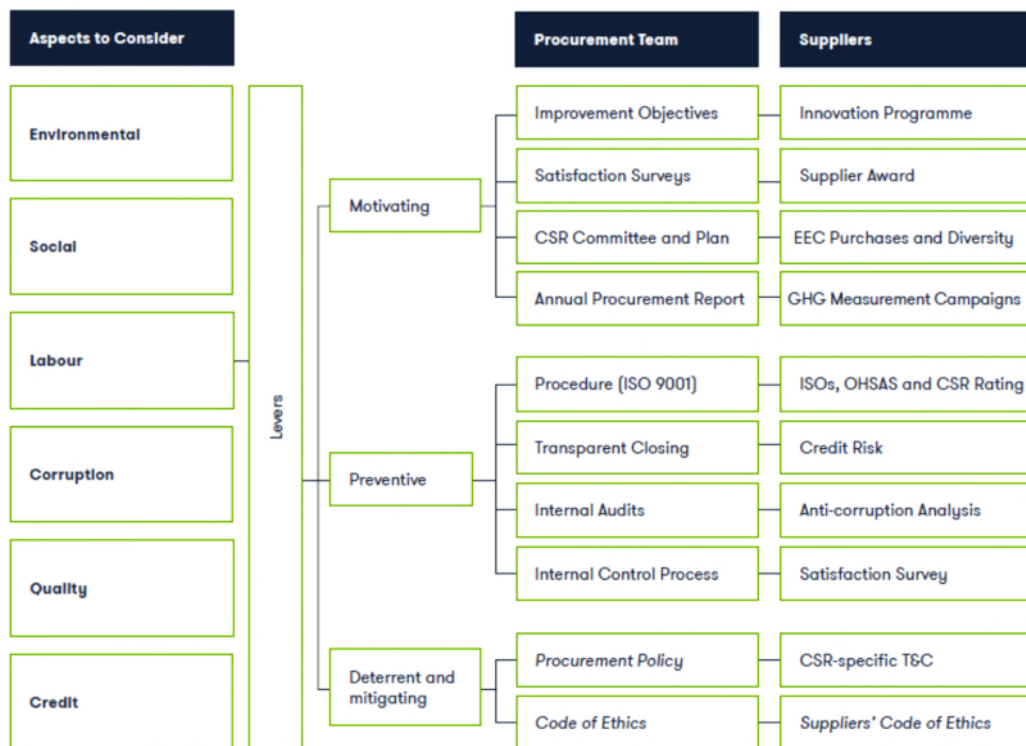 Aspects to Consider
Procurement Team
Suppliers
Environmental
Social
Labour
Corruption
Quality
Credit
Levers
Motivating
Improvement Objectives
Innovation Programme
Satisfaction Surveys
Supplier Award
CSR Committee and Plan
EEC Purchases and Diversity
Annual Procurement Report
GHG Measurement Campaigns
Preventive
Procedure (ISO 9001)
ISOs, OHSAS and CSR Rating
Transparent Closing
Credit Risk
Internal Audits
Anti-corruption Analysis
Internal Control Process
Satisfaction Survey
Deterrent and
mitigating
Procurement Policy
CSR-specific T&C
Code of Ethics
Suppliers' Code of Ethics